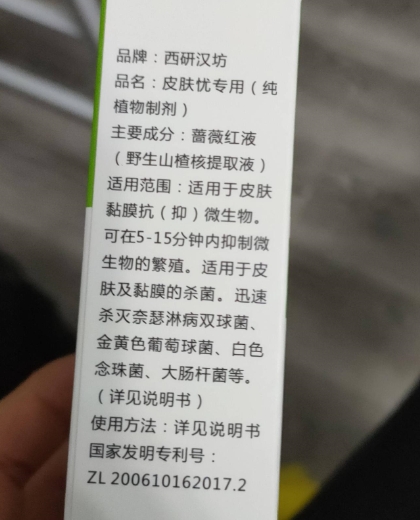 品牌：西研汉坊
品名：皮肤忧专用（纯
植物制剂）
主要成分：蔷薇红液
（野生山楂核提取液）
适用范围：适用于皮肤
黏膜抗（抑）微生物。
可在5-15分钟内抑制微
生物的繁殖。适用于皮
肤及黏膜的杀菌。迅速
杀灭奈瑟淋病双球菌、
金黄色葡萄球菌、白色
念珠菌、大肠杆菌等。
（详见说明书）
使用方法：详见说明书
国家发明专利号：
ZL 200610162017.2